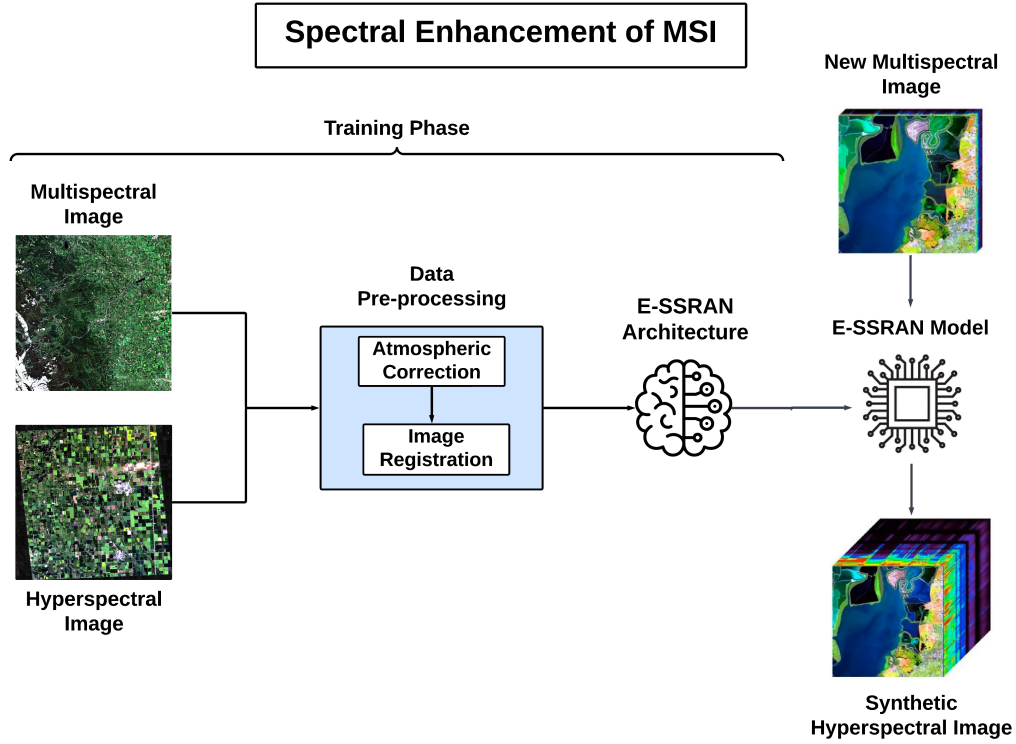 Spectral Enhancement of MSI
New Multispectral
Image
Training Phase
Multispectral
Image
Data
Pre-processing
E-SSRAN
Architecture
E-SSRAN Model
Atmospheric
Correction
Image
Registration
Hyperspectral
Image
Synthetic
Hyperspectral Image